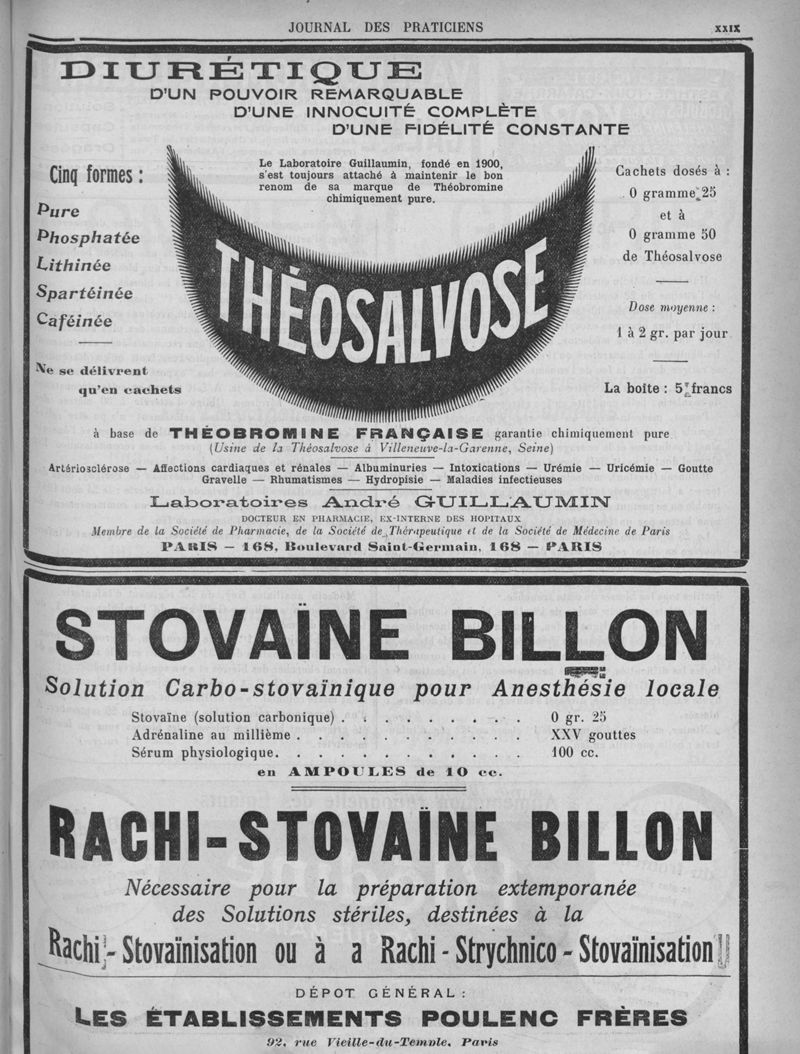 JOURNAL DES PRATICIENS
XXIX
DIURÉTIQUE
D'UN POUVOIR REMARQUABLE
D'UNE INNOCUITÉ COMPLÈTE
D'UNE FIDÉLITÉ CONSTANTE
Cinq formes :
Pure
Phosphatée
Lithinée
Spartéinée
Caféinée
Ne se délivrent
qu'en cachets
Le Laboratoire Guillaumin, fondé en 1900,
s'est toujours attaché à maintenir le bon
renom de sa marque de Théobromine
chimiquement pure.
THÉOSALVOSE
Cachets dosés à :
0 gramme 25
et à
0 gramme 50
de Théosalvose
Dose moyenne :
1 à 2 gr. par jour
La boîte : 5 francs
à base de THÉOBROMINE FRANÇAISE garantie chimiquement pure
(Usine de la Théosalvose à Villeneuve-la-Garenne, Seine)
Artériosclérose — Affections cardiaques et rénales — Albuminuries — Intoxications — Urémie — Uricémie — Goutte
Gravelle — Rhumatismes — Hydropisie — Maladies infectieuses
Laboratoires André GUILLAUMIN
DOCTEUR EN PHARMACIE, EX-INTERNE DES HOPITAUX
Membre de la Société de Pharmacie, de la Société de Thérapeutique et de la Société de Médecine de Paris
PARIS — 168, Boulevard Saint-Germain, 168 — PARIS
STOVAÏNE BILLON
Solution Carbo-stovaïnique pour Anesthésie locale
Stovaïne (solution carbonique) . . . . . . . . . 0 gr. 25
Adrénaline au millième . . . . . . . . . . . XXV gouttes
Sérum physiologique. . . . . . . . . . . . 100 cc.
en AMPOULES de 10 cc.
RACHI-STOVAÏNE BILLON
Nécessaire pour la préparation extemporanée
des Solutions stériles, destinées à la
Rachi - Stovaïnisation ou à a Rachi - Strychnico - Stovaïnisation
DÉPOT GÉNÉRAL :
LES ÉTABLISSEMENTS POULENC FRÈRES
92, rue Vieille-du-Temple, Paris